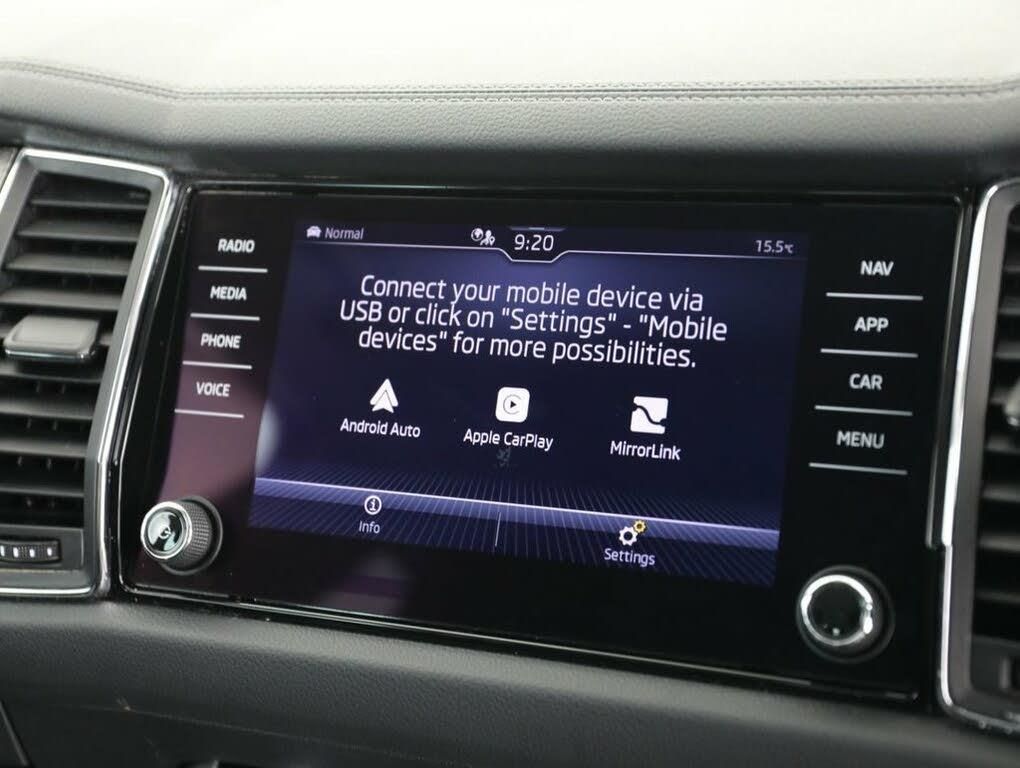 RADIO
MEDIA
PHONE
VOICE
Normal
9:20
15.5°C
Connect your mobile device via
USB or click on "Settings" - "Mobile
devices" for more possibilities.
Android Auto
Apple CarPlay
MirrorLink
Info
Settings
NAV
APP
CAR
MENU